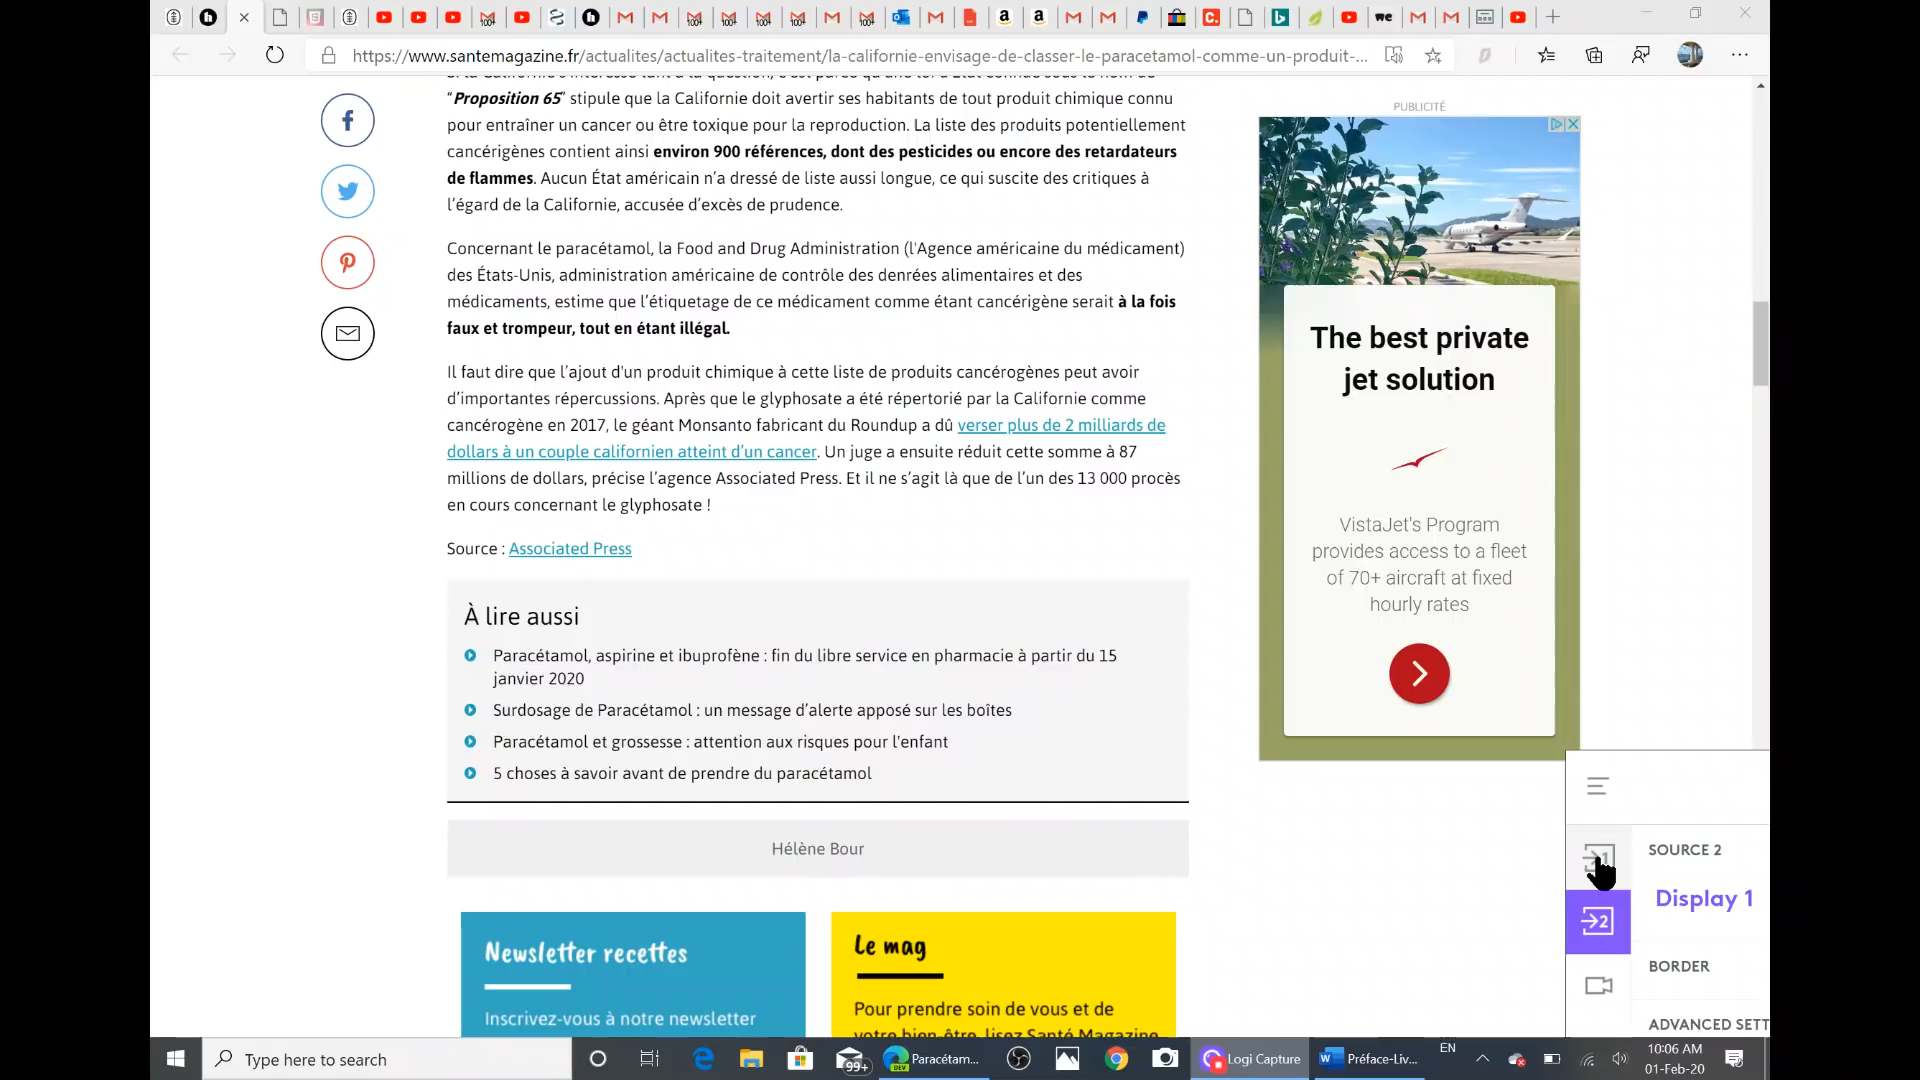 https://www.santemagazine.fr/actualites/actualites-traitement/la-californie-envisage-de-classer-le-paracetamol-comme-un-produit-...
“Proposition 65” stipule que la Californie doit avertir ses habitants de tout produit chimique connu
pour entraîner un cancer ou être toxique pour la reproduction. La liste des produits potentiellement
cancérigènes contient ainsi environ 900 références, dont des pesticides ou encore des retardateurs
de flammes. Aucun État américain n’a dressé de liste aussi longue, ce qui suscite des critiques à
l’égard de la Californie, accusée d’excès de prudence.
Concernant le paracétamol, la Food and Drug Administration (l'Agence américaine du médicament)
des États-Unis, administration américaine de contrôle des denrées alimentaires et des
médicaments, estime que l’étiquetage de ce médicament comme étant cancérigène serait à la fois
faux et trompeur, tout en étant illégal.
Il faut dire que l’ajout d'un produit chimique à cette liste de produits cancérogènes peut avoir
d’importantes répercussions. Après que le glyphosate a été répertorié par la Californie comme
cancérogène en 2017, le géant Monsanto fabricant du Roundup a dû verser plus de 2 milliards de
dollars à un couple californien atteint d’un cancer. Un juge a ensuite réduit cette somme à 87
millions de dollars, précise l’agence Associated Press. Et il ne s’agit là que de l’un des 13 000 procès
en cours concernant le glyphosate !
Source : Associated Press
À lire aussi
Paracétamol, aspirine et ibuprofène : fin du libre service en pharmacie à partir du 15
janvier 2020
Surdosage de Paracétamol : un message d’alerte apposé sur les boîtes
Paracétamol et grossesse : attention aux risques pour l'enfant
5 choses à savoir avant de prendre du paracétamol
Hélène Bour
Newsletter recettes
Inscrivez-vous à notre newsletter
Le mag
Pour prendre soin de vous et de
votre bien-être, lisez Santé Magazine
PUBLICITÉ
The best private
jet solution
VistaJet's Program
provides access to a fleet
of 70+ aircraft at fixed
hourly rates
SOURCE 2
Display 1
BORDER
ADVANCED SETT
Type here to search
99+
DEV
Paracétam...
Logi Capture
Préface-Liv...
EN
10:06 AM
01-Feb-20